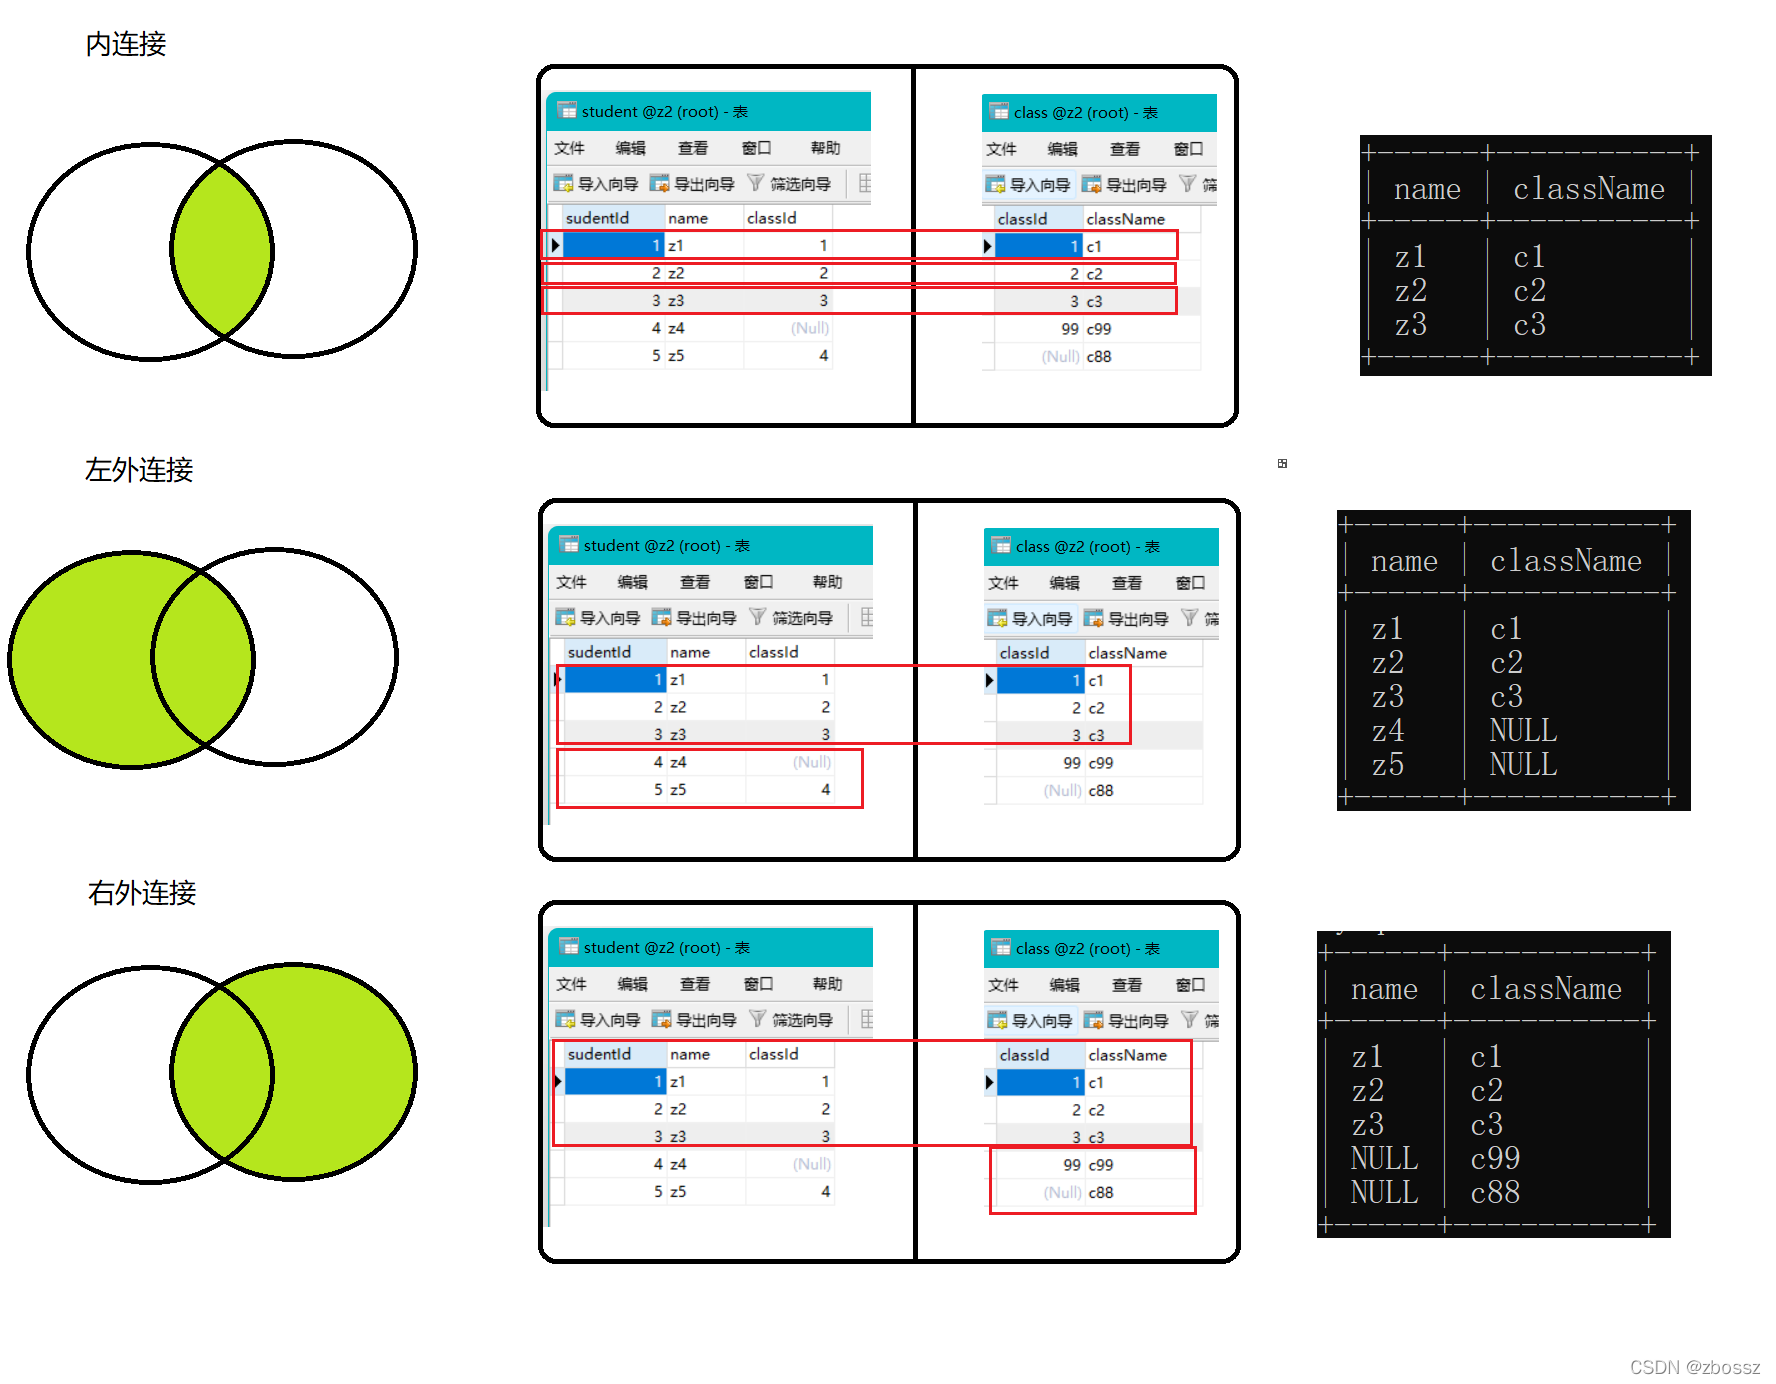 内连接
student @z2 (root) - 表
文件 编辑 查看 窗口 帮助
导入向导 导出向导 筛选向导
sudentId name classId
1 z1 1
2 z2 2
3 z3 3
4 z4 (Null)
5 z5 4
class @z2 (root) - 表
文件 编辑 查看 窗口
导入向导 导出向导 筛
classId className
1 c1
2 c2
3 c3
99 c99
(Null) c88
+------+-----------+
| name | className |
+------+-----------+
| z1 | c1 |
| z2 | c2 |
| z3 | c3 |
+------+-----------+
左外连接
student @z2 (root) - 表
文件 编辑 查看 窗口 帮助
导入向导 导出向导 筛选向导
sudentId name classId
1 z1 1
2 z2 2
3 z3 3
4 z4 (Null)
5 z5 4
class @z2 (root) - 表
文件 编辑 查看 窗口
导入向导 导出向导 筛
classId className
1 c1
2 c2
3 c3
99 c99
(Null) c88
+------+-----------+
| name | className |
+------+-----------+
| z1 | c1 |
| z2 | c2 |
| z3 | c3 |
| z4 | NULL |
| z5 | NULL |
+------+-----------+
右外连接
student @z2 (root) - 表
文件 编辑 查看 窗口 帮助
导入向导 导出向导 筛选向导
sudentId name classId
1 z1 1
2 z2 2
3 z3 3
4 z4 (Null)
5 z5 4
class @z2 (root) - 表
文件 编辑 查看 窗口
导入向导 导出向导 筛
classId className
1 c1
2 c2
3 c3
99 c99
(Null) c88
+------+-----------+
| name | className |
+------+-----------+
| z1 | c1 |
| z2 | c2 |
| z3 | c3 |
| NULL | c99 |
| NULL | c88 |
+------+-----------+
CSDN @zbossz